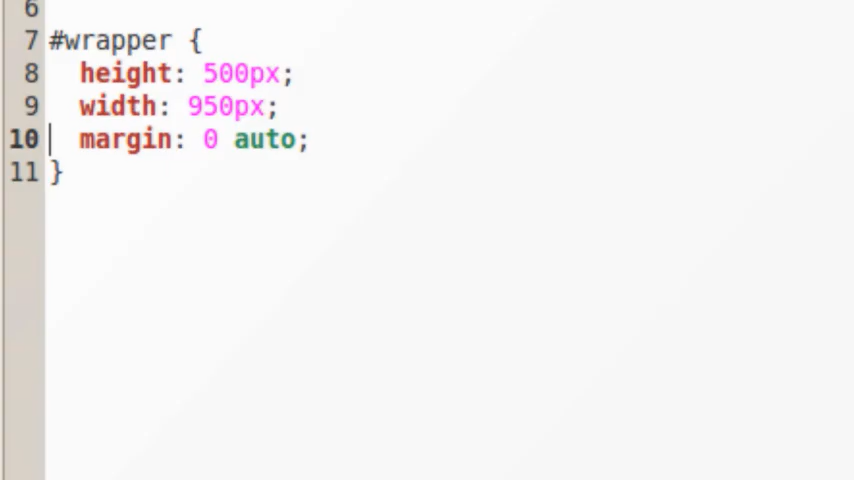 6
7 #wrapper {
8   height: 500px;
9   width: 950px;
10   margin: 0 auto;
11 }